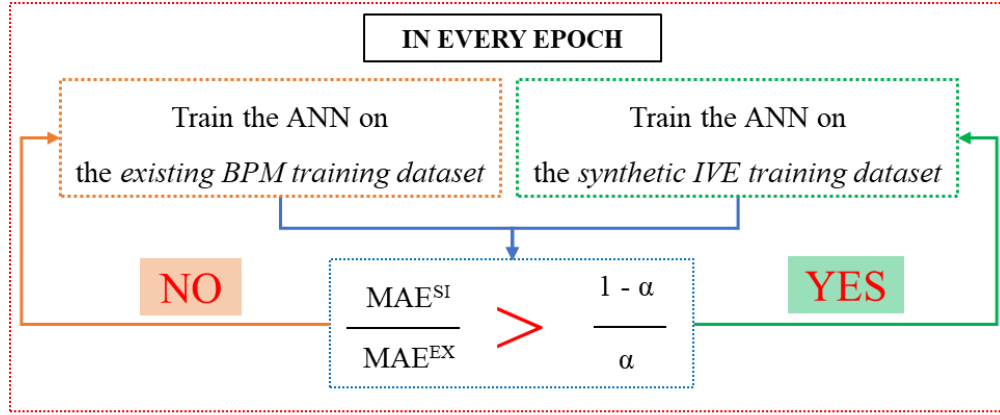 IN EVERY EPOCH
Train the ANN on
the existing BPM training dataset
Train the ANN on
the synthetic IVE training dataset
NO
MAE^SI
MAE^EX
>
1 - α
α
YES